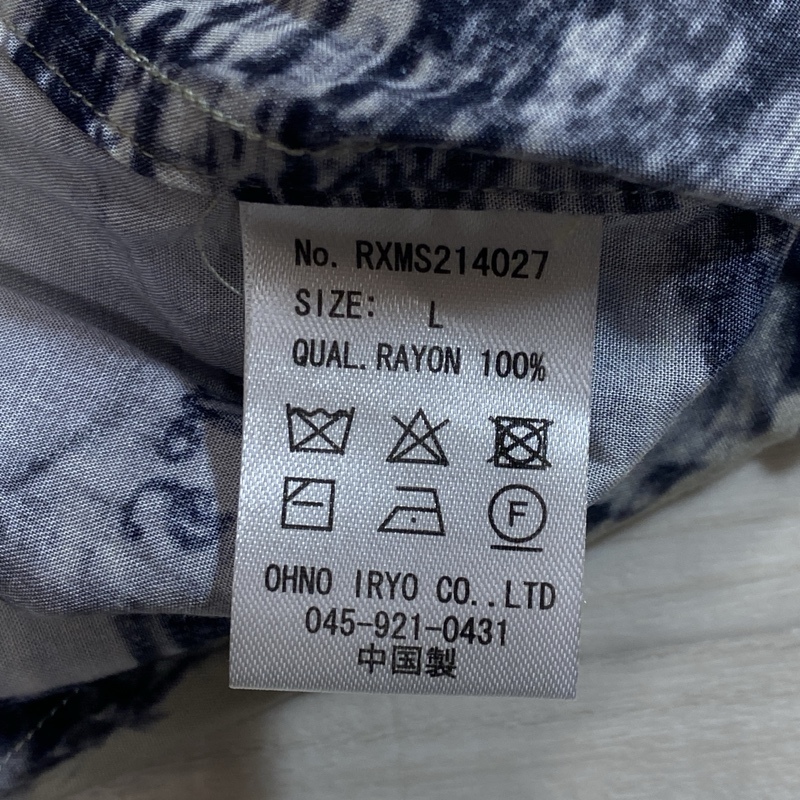 No. RXMS214027
SIZE: L
QUAL. RAYON 100%
F
OHNO IRYO CO..LTD
045-921-0431
中国製